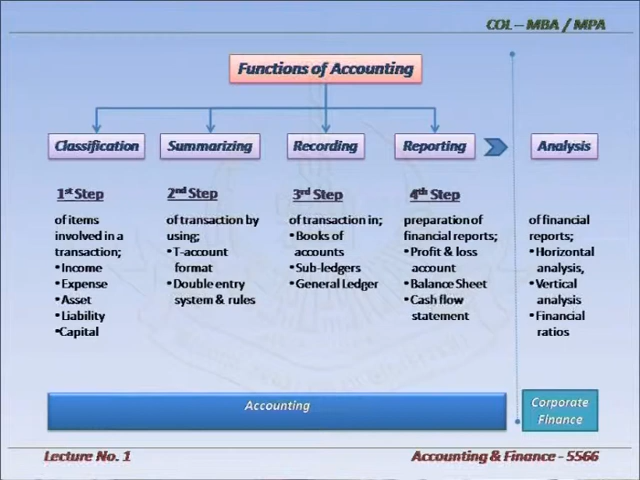 COL – MBA / MPA
Functions of Accounting
Classification
Summarizing
Recording
Reporting
Analysis
1st Step
of items
involved in a
transaction;
•Income
•Expense
•Asset
•Liability
•Capital
2nd Step
of transaction by
using;
•T-account
format
•Double entry
system & rules
3rd Step
of transaction in;
•Books of
accounts
•Sub-ledgers
•General Ledger
4th Step
preparation of
financial reports;
•Profit & loss
account
•Balance Sheet
•Cash flow
statement
of financial
reports;
•Horizontal
analysis,
•Vertical
analysis
•Financial
ratios
Accounting
Corporate
Finance
Lecture No. 1
Accounting & Finance - 5566